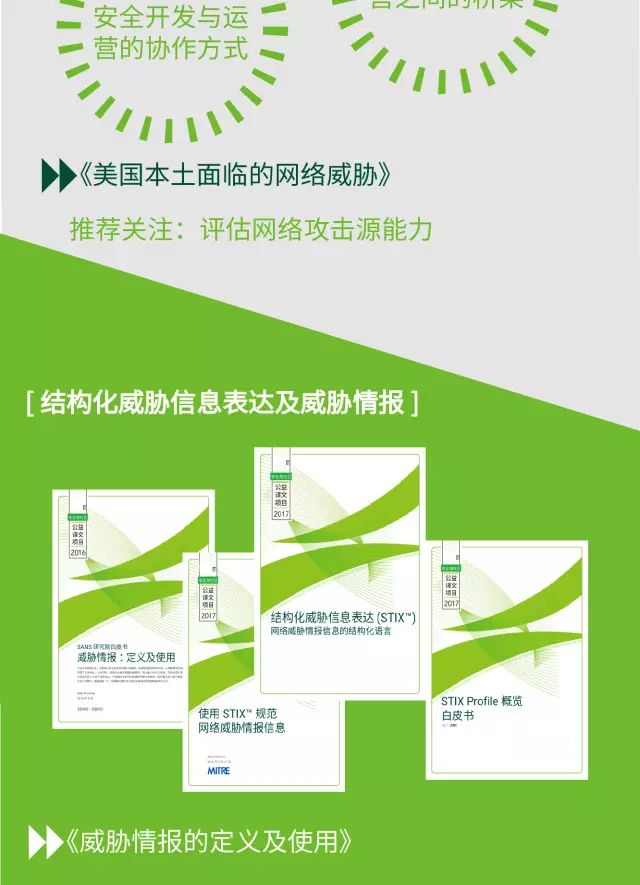 安全开发与运
营的协作方式
《美国本土面临的网络威胁》
推荐关注：评估网络攻击源能力
[ 结构化威胁信息表达及威胁情报 ]
公益
译文
项目
2016
SANS 研究院白皮书
威胁情报：定义及使用
公益
译文
项目
2017
使用 STIX™ 规范
网络威胁情报信息
MITRE
公益
译文
项目
2017
结构化威胁信息表达 (STIX™)
网络威胁情报信息的结构化语言
公益
译文
项目
2017
STIX Profile 概览
白皮书
《威胁情报的定义及使用》